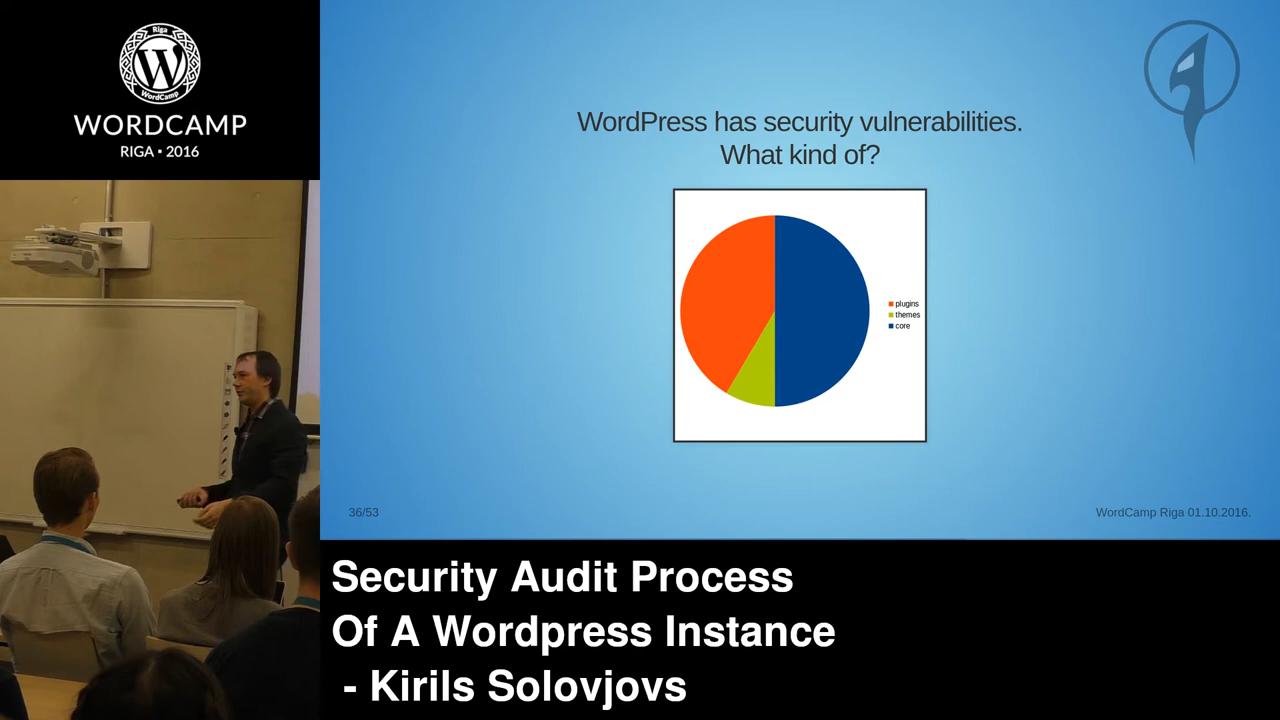 Riga
WordCamp
WORDCAMP
RIGA • 2016
WordPress has security vulnerabilities.
What kind of?
plugins
themes
core
36/53
WordCamp Riga 01.10.2016.
Security Audit Process
Of A Wordpress Instance
- Kirils Solovjovs